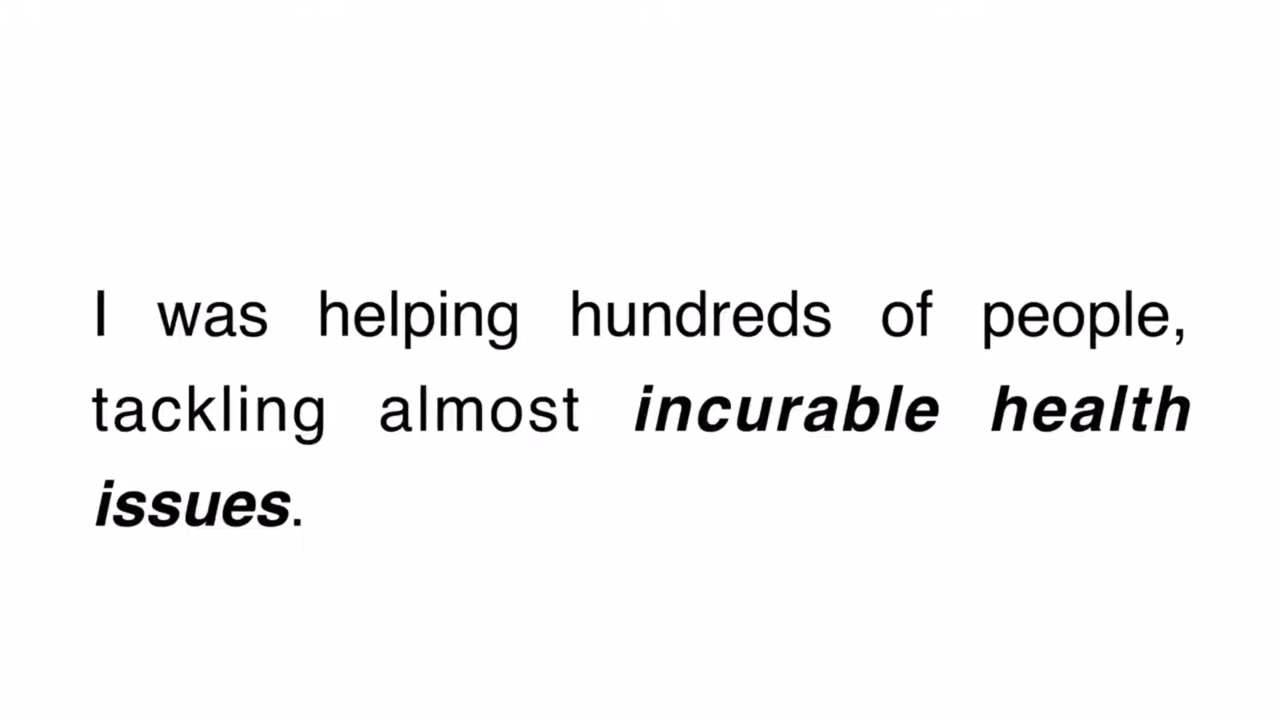 I was helping hundreds of people,
tackling almost incurable health
issues.